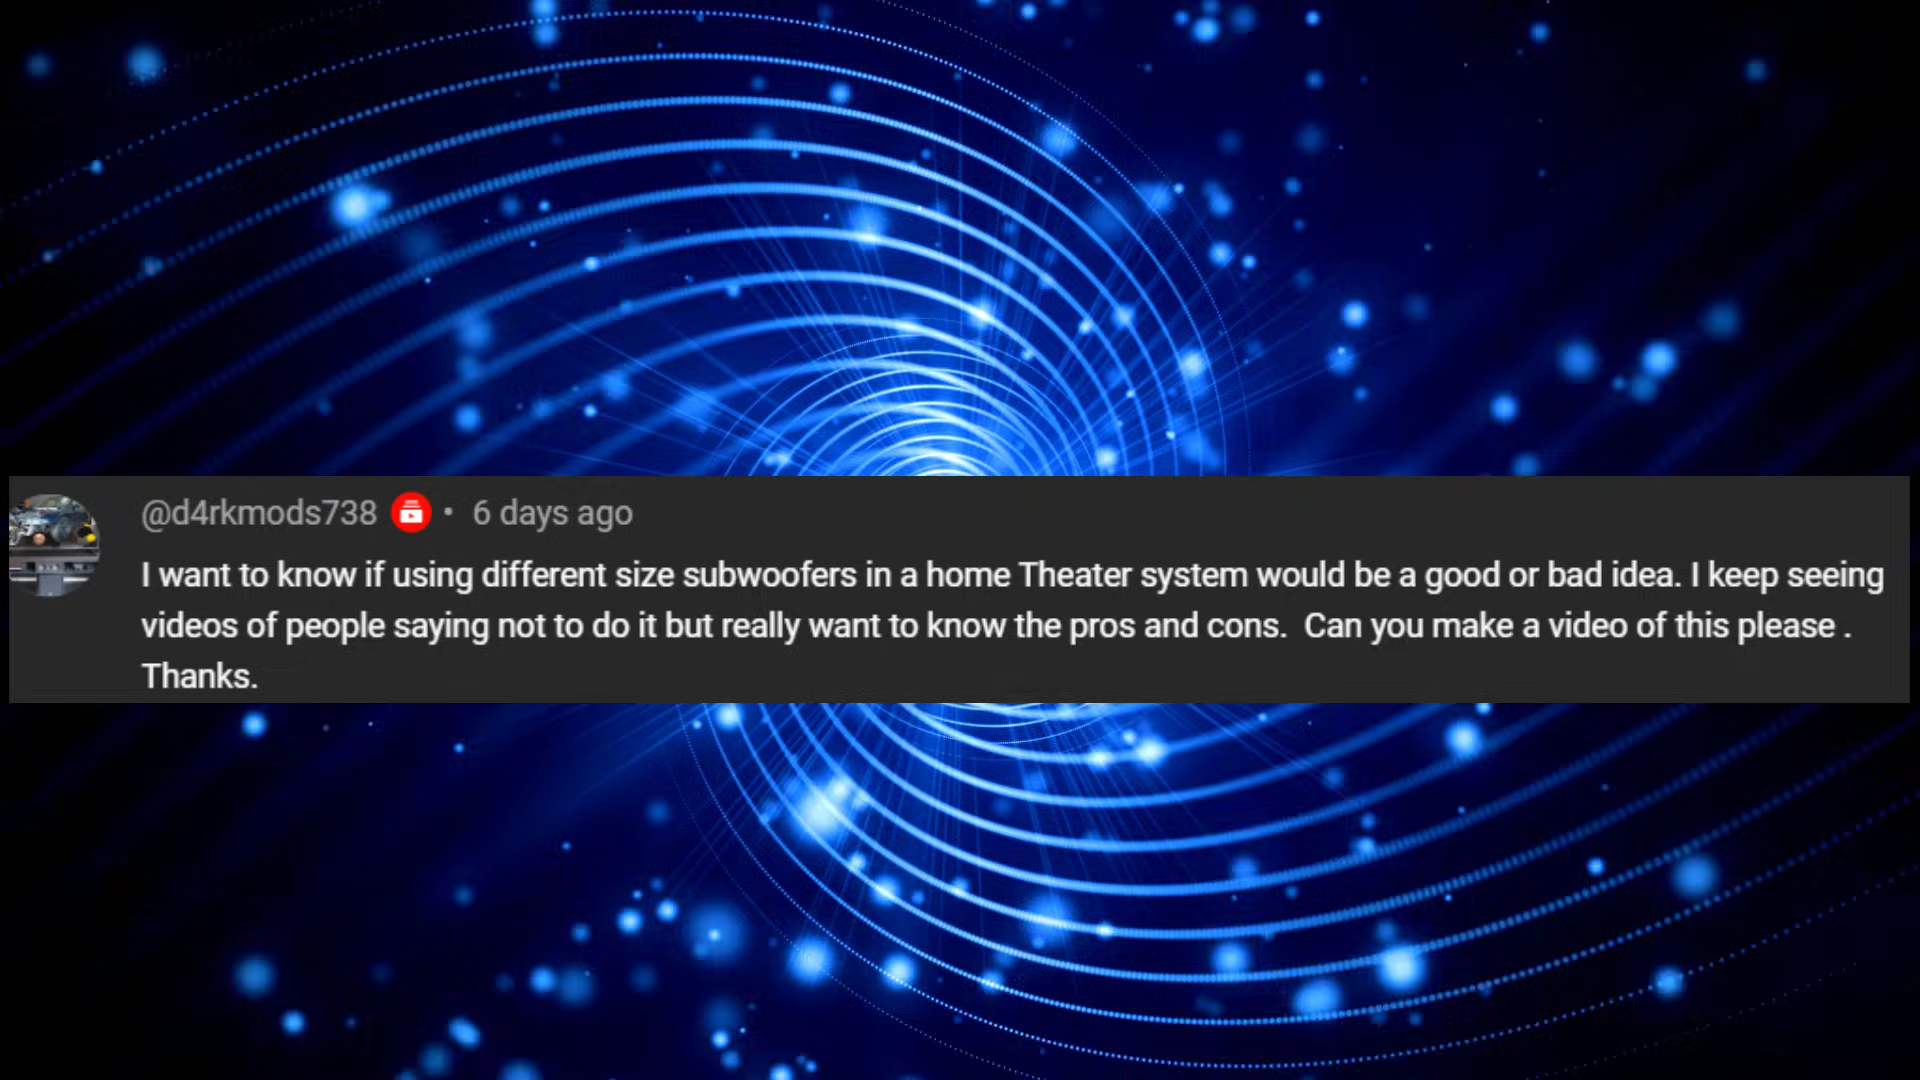 @d4rkmods738 • 6 days ago
I want to know if using different size subwoofers in a home Theater system would be a good or bad idea. I keep seeing
videos of people saying not to do it but really want to know the pros and cons.  Can you make a video of this please .
Thanks.